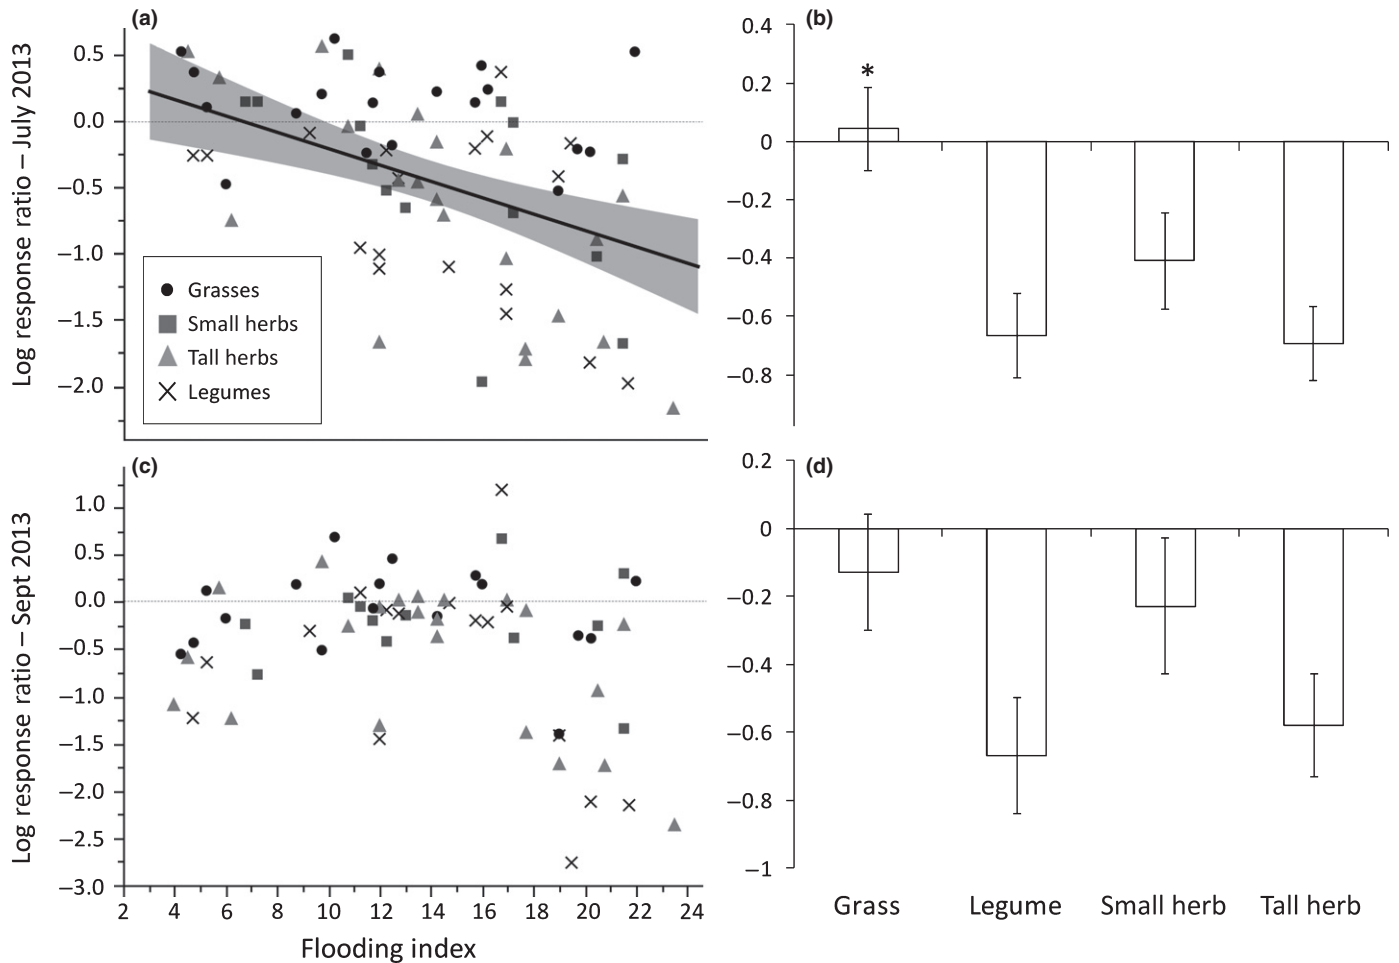 (a)
Log response ratio – July 2013
0.5
0.0
−0.5
−1.0
−1.5
−2.0
Grasses
Small herbs
Tall herbs
Legumes
(b)
0.4
0.2
0
−0.2
−0.4
−0.6
−0.8
*
(c)
Log response ratio – Sept 2013
1.0
0.5
0.0
−0.5
−1.0
−1.5
−2.0
−2.5
−3.0
2 4 6 8 10 12 14 16 18 20 22 24
Flooding index
(d)
0.2
0
−0.2
−0.4
−0.6
−0.8
−1
Grass Legume Small herb Tall herb